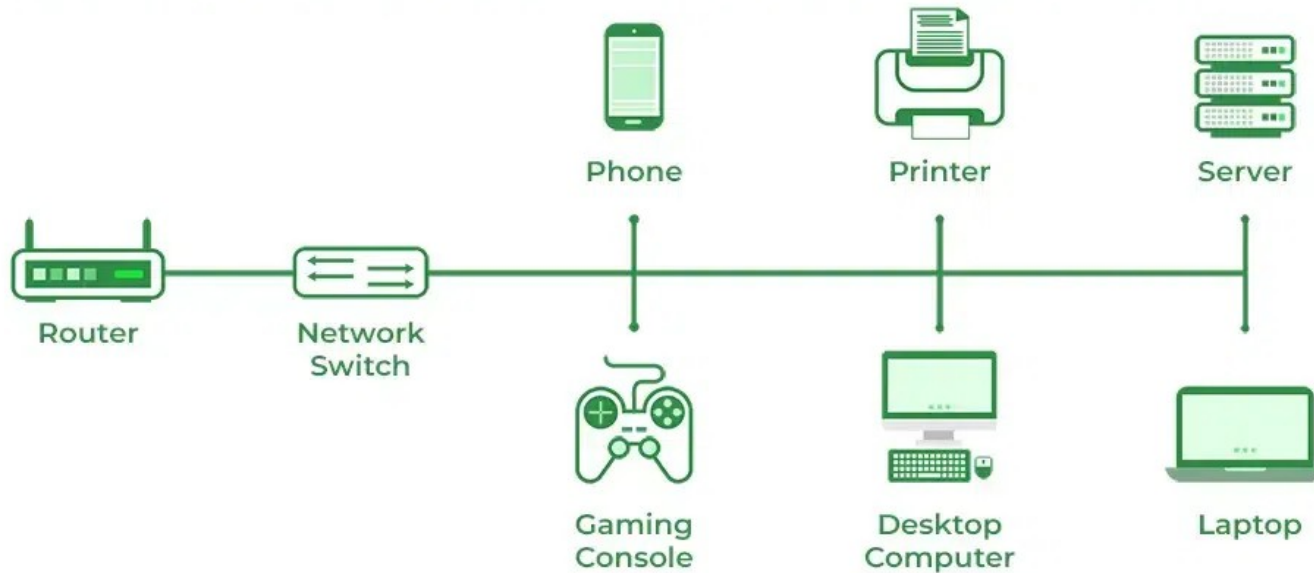 Phone
Printer
Server
Router
Network
Switch
Gaming
Console
Desktop
Computer
Laptop